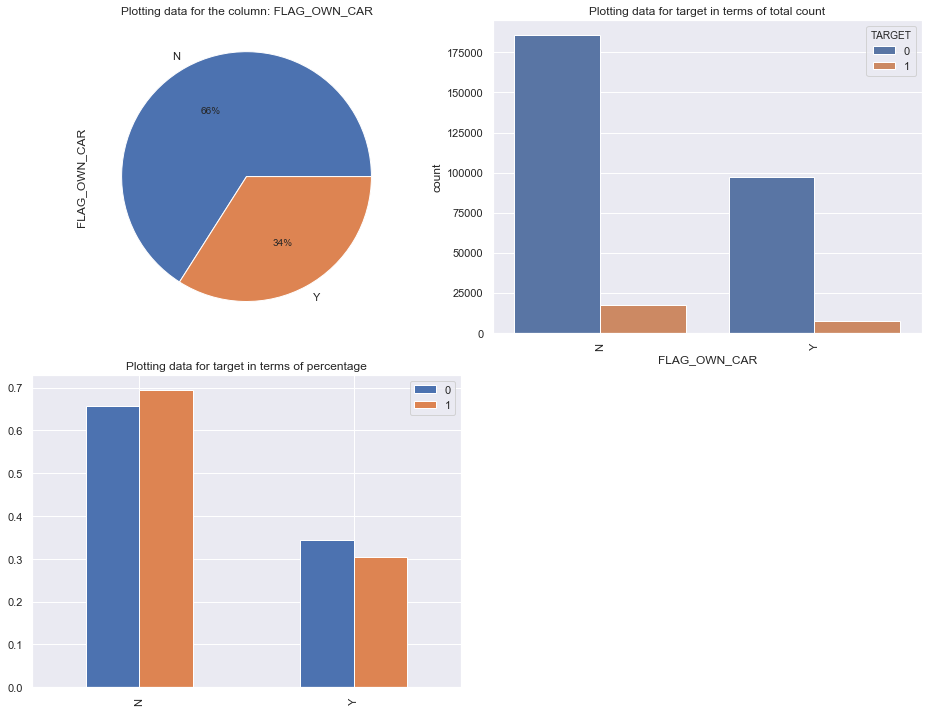 Plotting data for the column: FLAG_OWN_CAR
N
66%
FLAG_OWN_CAR
34%
Y
Plotting data for target in terms of total count
TARGET
0
1
175000
150000
125000
100000
75000
50000
25000
0
count
N
Y
FLAG_OWN_CAR
Plotting data for target in terms of percentage
0
1
0.7
0.6
0.5
0.4
0.3
0.2
0.1
0.0
N
Y